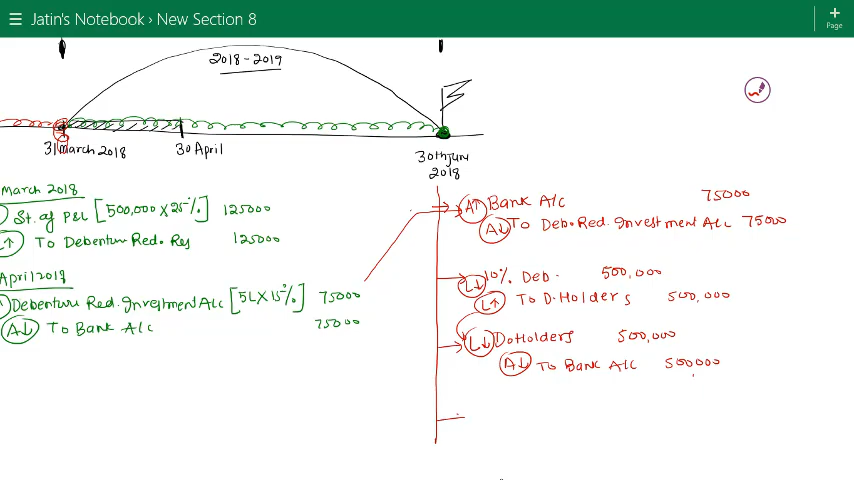 Jatin's Notebook › New Section 8
Page
2018-2019
31 march 2018
30 April
30th June
2018
March 2018
St. of P&L [500,000 × 25%] 125000
L↑ To Debenture Red. Res 125000
April 2018
Debenture Red. Investment A/c [5L × 15%] 75000
A↓ To Bank A/c 75000
A↑ Bank A/c 75000
A↓ To Deb. Red. Investment A/c 75000
L↓ 10% Deb. 500,000
L↑ To D.Holders 500,000
L↓ D.Holders 500,000
A↓ To Bank A/c 500000